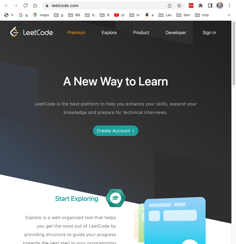 leetcode.com
G
maps
LeetCode
Premium
Explore
Product
Developer
Sign in
A New Way to Learn
LeetCode is the best platform to help you enhance your skills, expand your
knowledge and prepare for technical interviews.
Create Account >
Start Exploring
Explore is a well-organized tool that helps
you get the most out of LeetCode by
providing structure to guide your progress
towards the next step in your programming